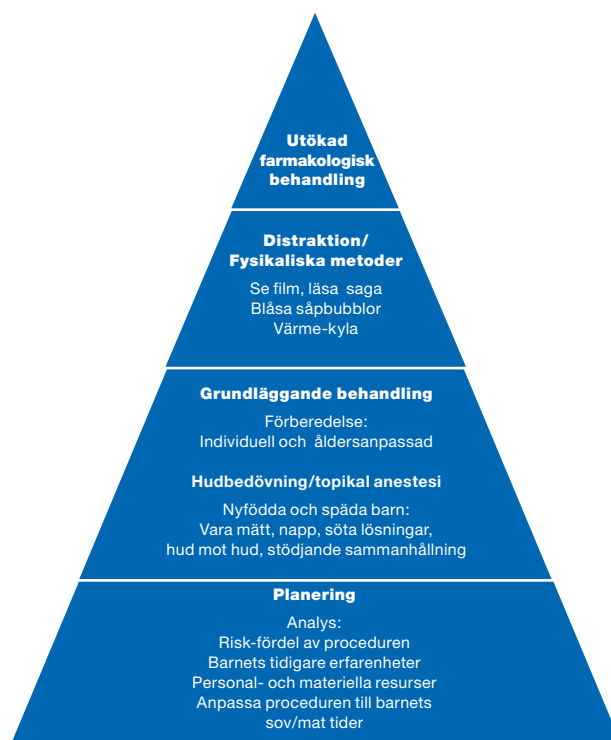 Utökad
farmakologisk
behandling
Distraktion/
Fysikaliska metoder
Se film, läsa saga
Blåsa såpbubblor
Värme-kyla
Grundläggande behandling
Förberedelse:
Individuell och åldersanpassad
Hudbedövning/topikal anestesi
Nyfödda och späda barn:
Vara mätt, napp, söta lösningar,
hud mot hud, stödjande sammanhållning
Planering
Analys:
Risk-fördel av proceduren
Barnets tidigare erfarenheter
Personal- och materiella resurser
Anpassa proceduren till barnets
sov/mat tider